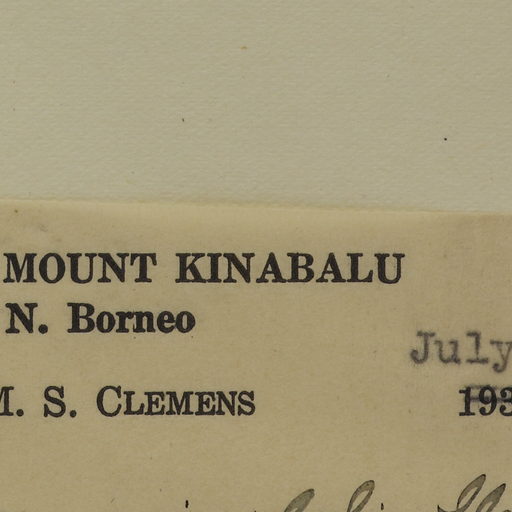 MOUNT KINABALU
N. Borneo
July
M. S. CLEMENS 193